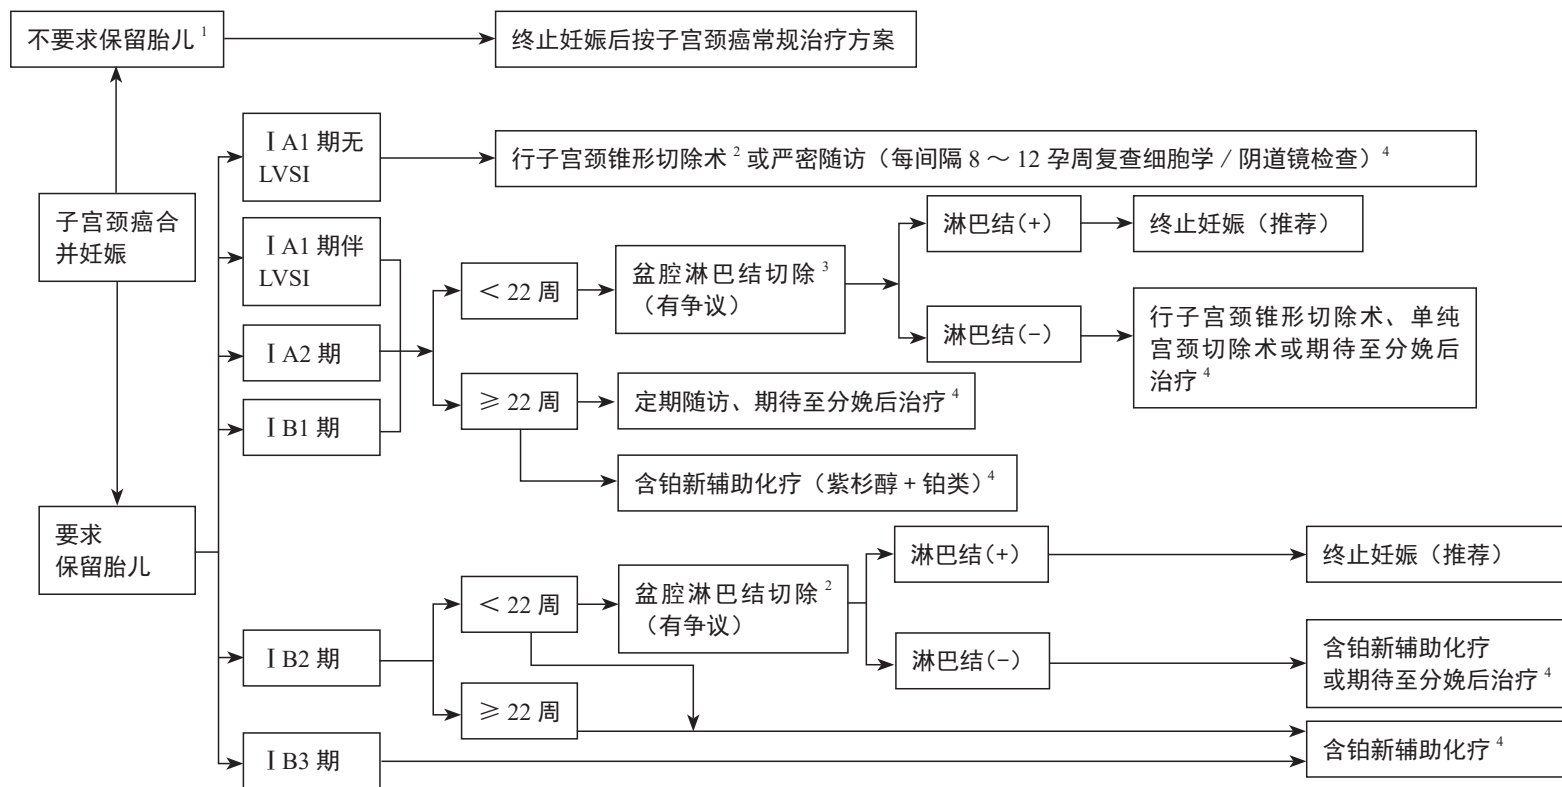 不要求保留胎儿 1
终止妊娠后按子宫颈癌常规治疗方案
ⅠA1 期无
LVSI
行子宫颈锥形切除术 2 或严密随访（每间隔 8～12 孕周复查细胞学 / 阴道镜检查）4
子宫颈癌合
并妊娠
ⅠA1 期伴
LVSI
＜ 22 周
盆腔淋巴结切除 3
（有争议）
淋巴结(+)
终止妊娠（推荐）
淋巴结(−)
行子宫颈锥形切除术、单纯
宫颈切除术或期待至分娩后
治疗 4
ⅠA2 期
≥ 22 周
定期随访、期待至分娩后治疗 4
ⅠB1 期
含铂新辅助化疗（紫杉醇 + 铂类）4
要求
保留胎儿
淋巴结(+)
终止妊娠（推荐）
＜ 22 周
盆腔淋巴结切除 2
（有争议）
ⅠB2 期
淋巴结(−)
含铂新辅助化疗
或期待至分娩后治疗 4
≥ 22 周
ⅠB3 期
含铂新辅助化疗 4